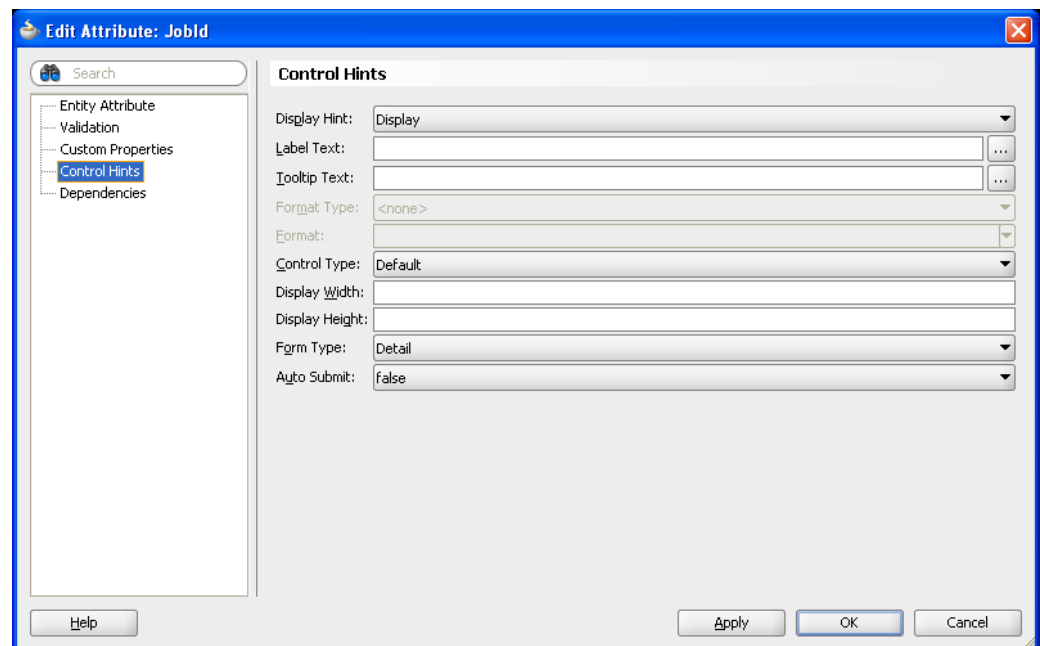 Edit Attribute: JobId
Search
Entity Attribute
Validation
Custom Properties
Control Hints
Dependencies
Control Hints
Display Hint: Display
Label Text: ...
Tooltip Text: ...
Format Type: <none>
Format:
Control Type: Default
Display Width:
Display Height:
Form Type: Detail
Auto Submit: false
Help Apply OK Cancel